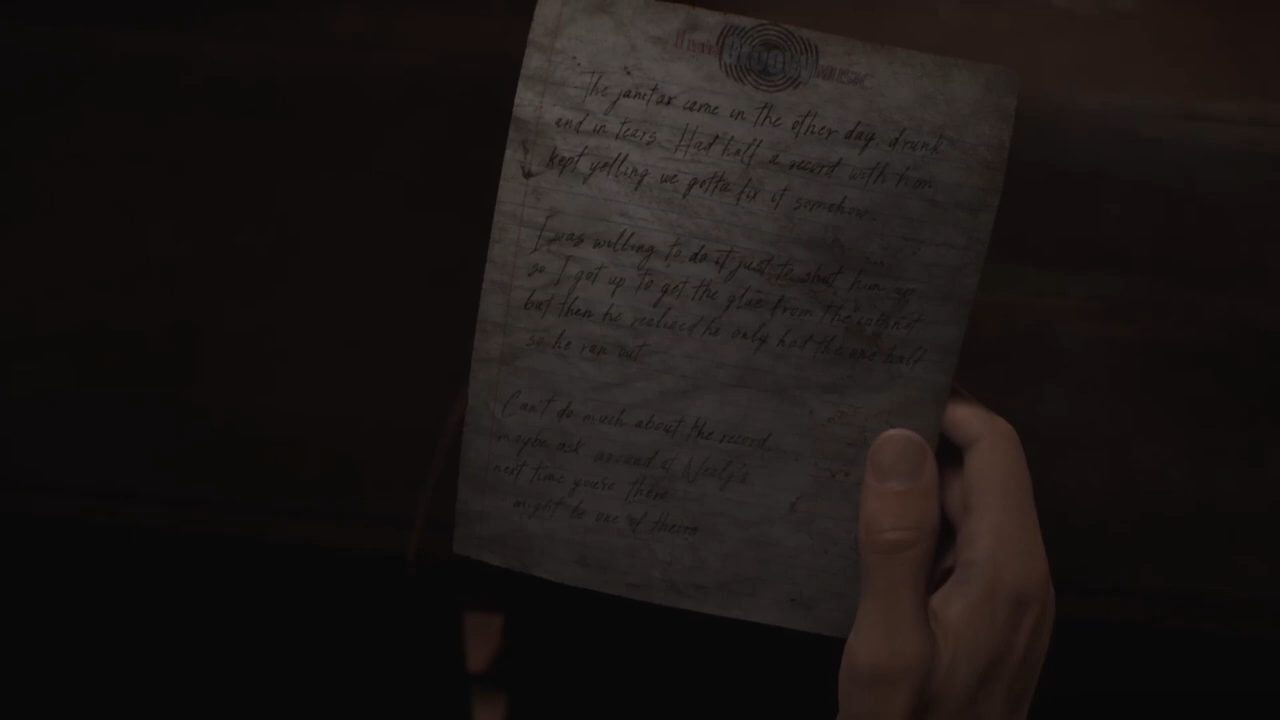 The janitor came in the other day, drunk
and in tears. Had half a record with him
kept yelling we gotta fix it somehow.
I was willing to do it just to shut him up
so I got up to get the glue from the cabinet
but then he realised he only had the one half
so he ran out
Can't do much about the record,
maybe ask around at Neely's
next time you're there
might be one of theirs